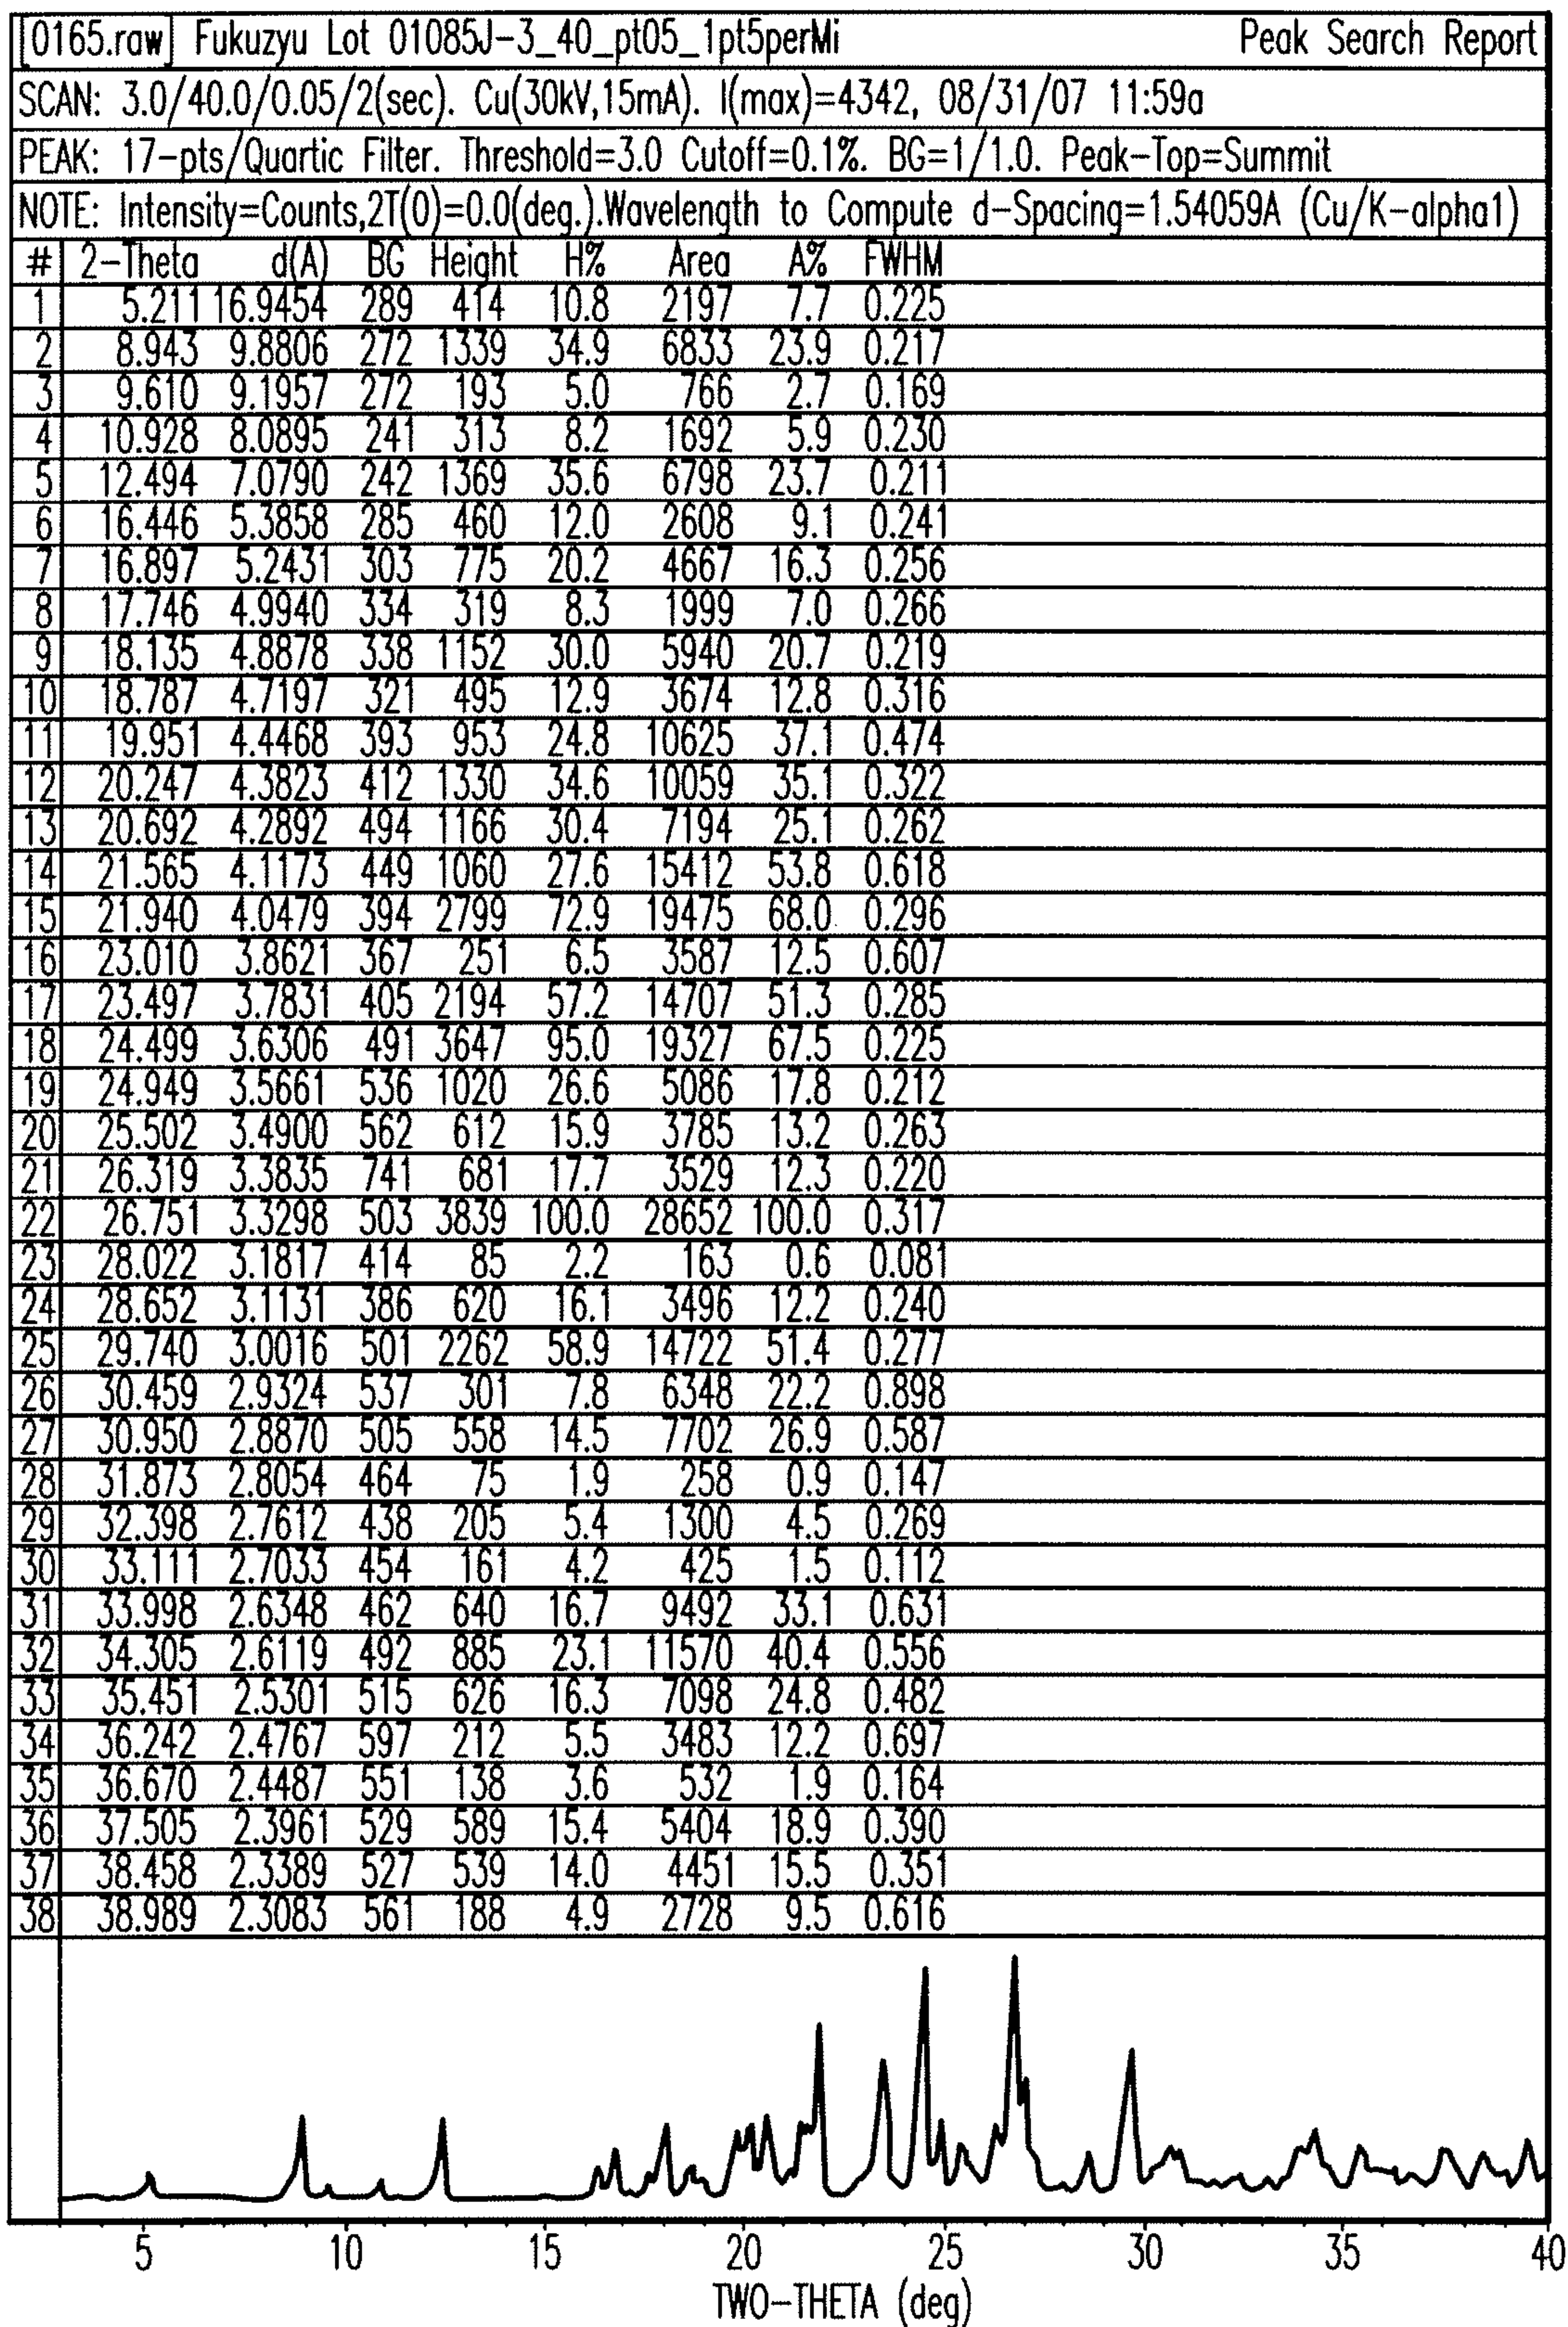 [0165.raw] Fukuzyu Lot 01085J-3_40_pt05_1pt5perMi Peak Search Report
SCAN: 3.0/40.0/0.05/2(sec). Cu(30kV,15mA). I(max)=4342, 08/31/07 11:59a
PEAK: 17-pts/Quartic Filter. Threshold=3.0 Cutoff=0.1%. BG=1/1.0. Peak-Top=Summit
NOTE: Intensity=Counts,2T(0)=0.0(deg.).Wavelength to Compute d-Spacing=1.54059A (Cu/K-alpha1)
# 2-Theta d(A) BG Height H% Area A% FWHM
1 5.211 16.9454 289 414 10.8 2197 7.7 0.225
2 8.943 9.8806 272 1339 34.9 6833 23.9 0.217
3 9.610 9.1957 272 193 5.0 766 2.7 0.169
4 10.928 8.0895 241 313 8.2 1692 5.9 0.230
5 12.494 7.0790 242 1369 35.6 6798 23.7 0.211
6 16.446 5.3858 285 460 12.0 2608 9.1 0.241
7 16.897 5.2431 303 775 20.2 4667 16.3 0.256
8 17.746 4.9940 334 319 8.3 1999 7.0 0.266
9 18.135 4.8878 338 1152 30.0 5940 20.7 0.219
10 18.787 4.7197 321 495 12.9 3674 12.8 0.316
11 19.951 4.4468 393 953 24.8 10625 37.1 0.474
12 20.247 4.3823 412 1330 34.6 10059 35.1 0.322
13 20.692 4.2892 494 1166 30.4 7194 25.1 0.262
14 21.565 4.1173 449 1060 27.6 15412 53.8 0.618
15 21.940 4.0479 394 2799 72.9 19475 68.0 0.296
16 23.010 3.8621 367 251 6.5 3587 12.5 0.607
17 23.497 3.7831 405 2194 57.2 14707 51.3 0.285
18 24.499 3.6306 491 3647 95.0 19327 67.5 0.225
19 24.949 3.5661 536 1020 26.6 5086 17.8 0.212
20 25.502 3.4900 562 612 15.9 3785 13.2 0.263
21 26.319 3.3835 741 681 17.7 3529 12.3 0.220
22 26.751 3.3298 503 3839 100.0 28652 100.0 0.317
23 28.022 3.1817 414 85 2.2 163 0.6 0.081
24 28.652 3.1131 386 620 16.1 3496 12.2 0.240
25 29.740 3.0016 501 2262 58.9 14722 51.4 0.277
26 30.459 2.9324 537 301 7.8 6348 22.2 0.898
27 30.950 2.8870 505 558 14.5 7702 26.9 0.587
28 31.873 2.8054 464 75 1.9 258 0.9 0.147
29 32.398 2.7612 438 205 5.4 1300 4.5 0.269
30 33.111 2.7033 454 161 4.2 425 1.5 0.112
31 33.998 2.6348 462 640 16.7 9492 33.1 0.631
32 34.305 2.6119 492 885 23.1 11570 40.4 0.556
33 35.451 2.5301 515 626 16.3 7098 24.8 0.482
34 36.242 2.4767 597 212 5.5 3483 12.2 0.697
35 36.670 2.4487 551 138 3.6 532 1.9 0.164
36 37.505 2.3961 529 589 15.4 5404 18.9 0.390
37 38.458 2.3389 527 539 14.0 4451 15.5 0.351
38 38.989 2.3083 561 188 4.9 2728 9.5 0.616
5 10 15 20 25 30 35 40
TWO-THETA (deg)